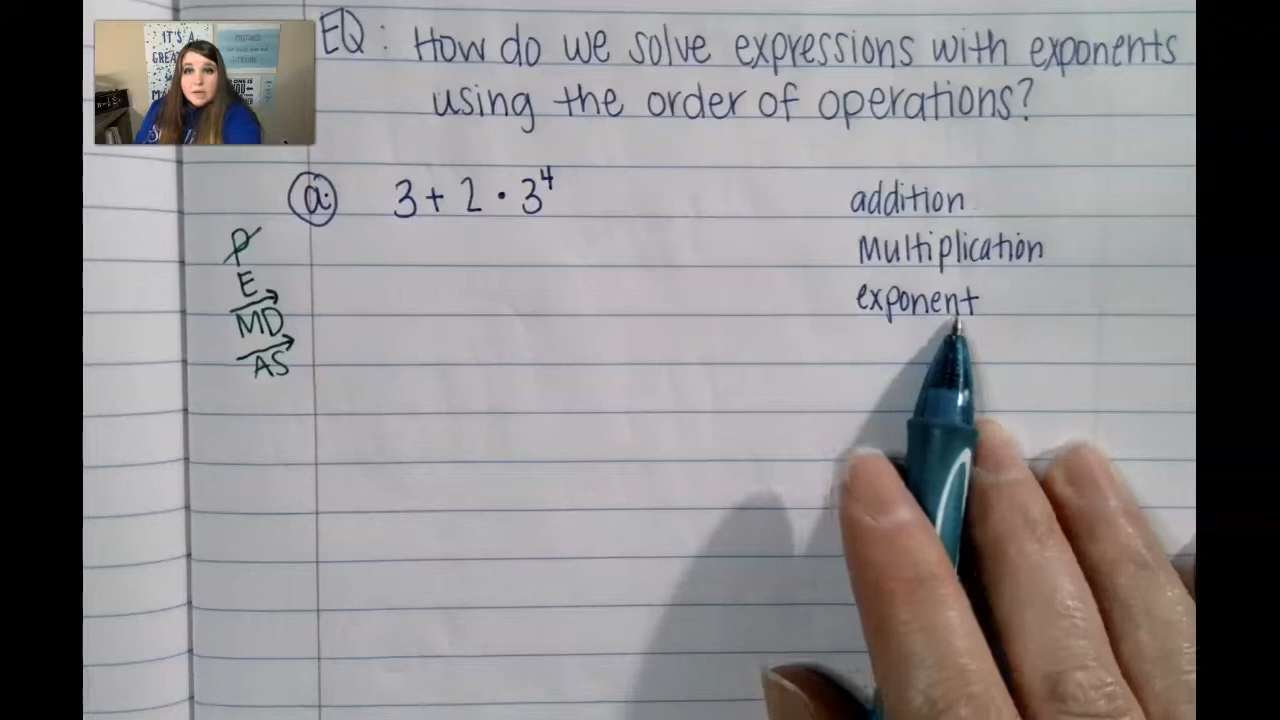 IT'S A
EQ: How do we solve expressions with exponents
using the order of operations?
a. 3 + 2 · 3⁴
addition
Multiplication
exponent
P
E
MD
AS